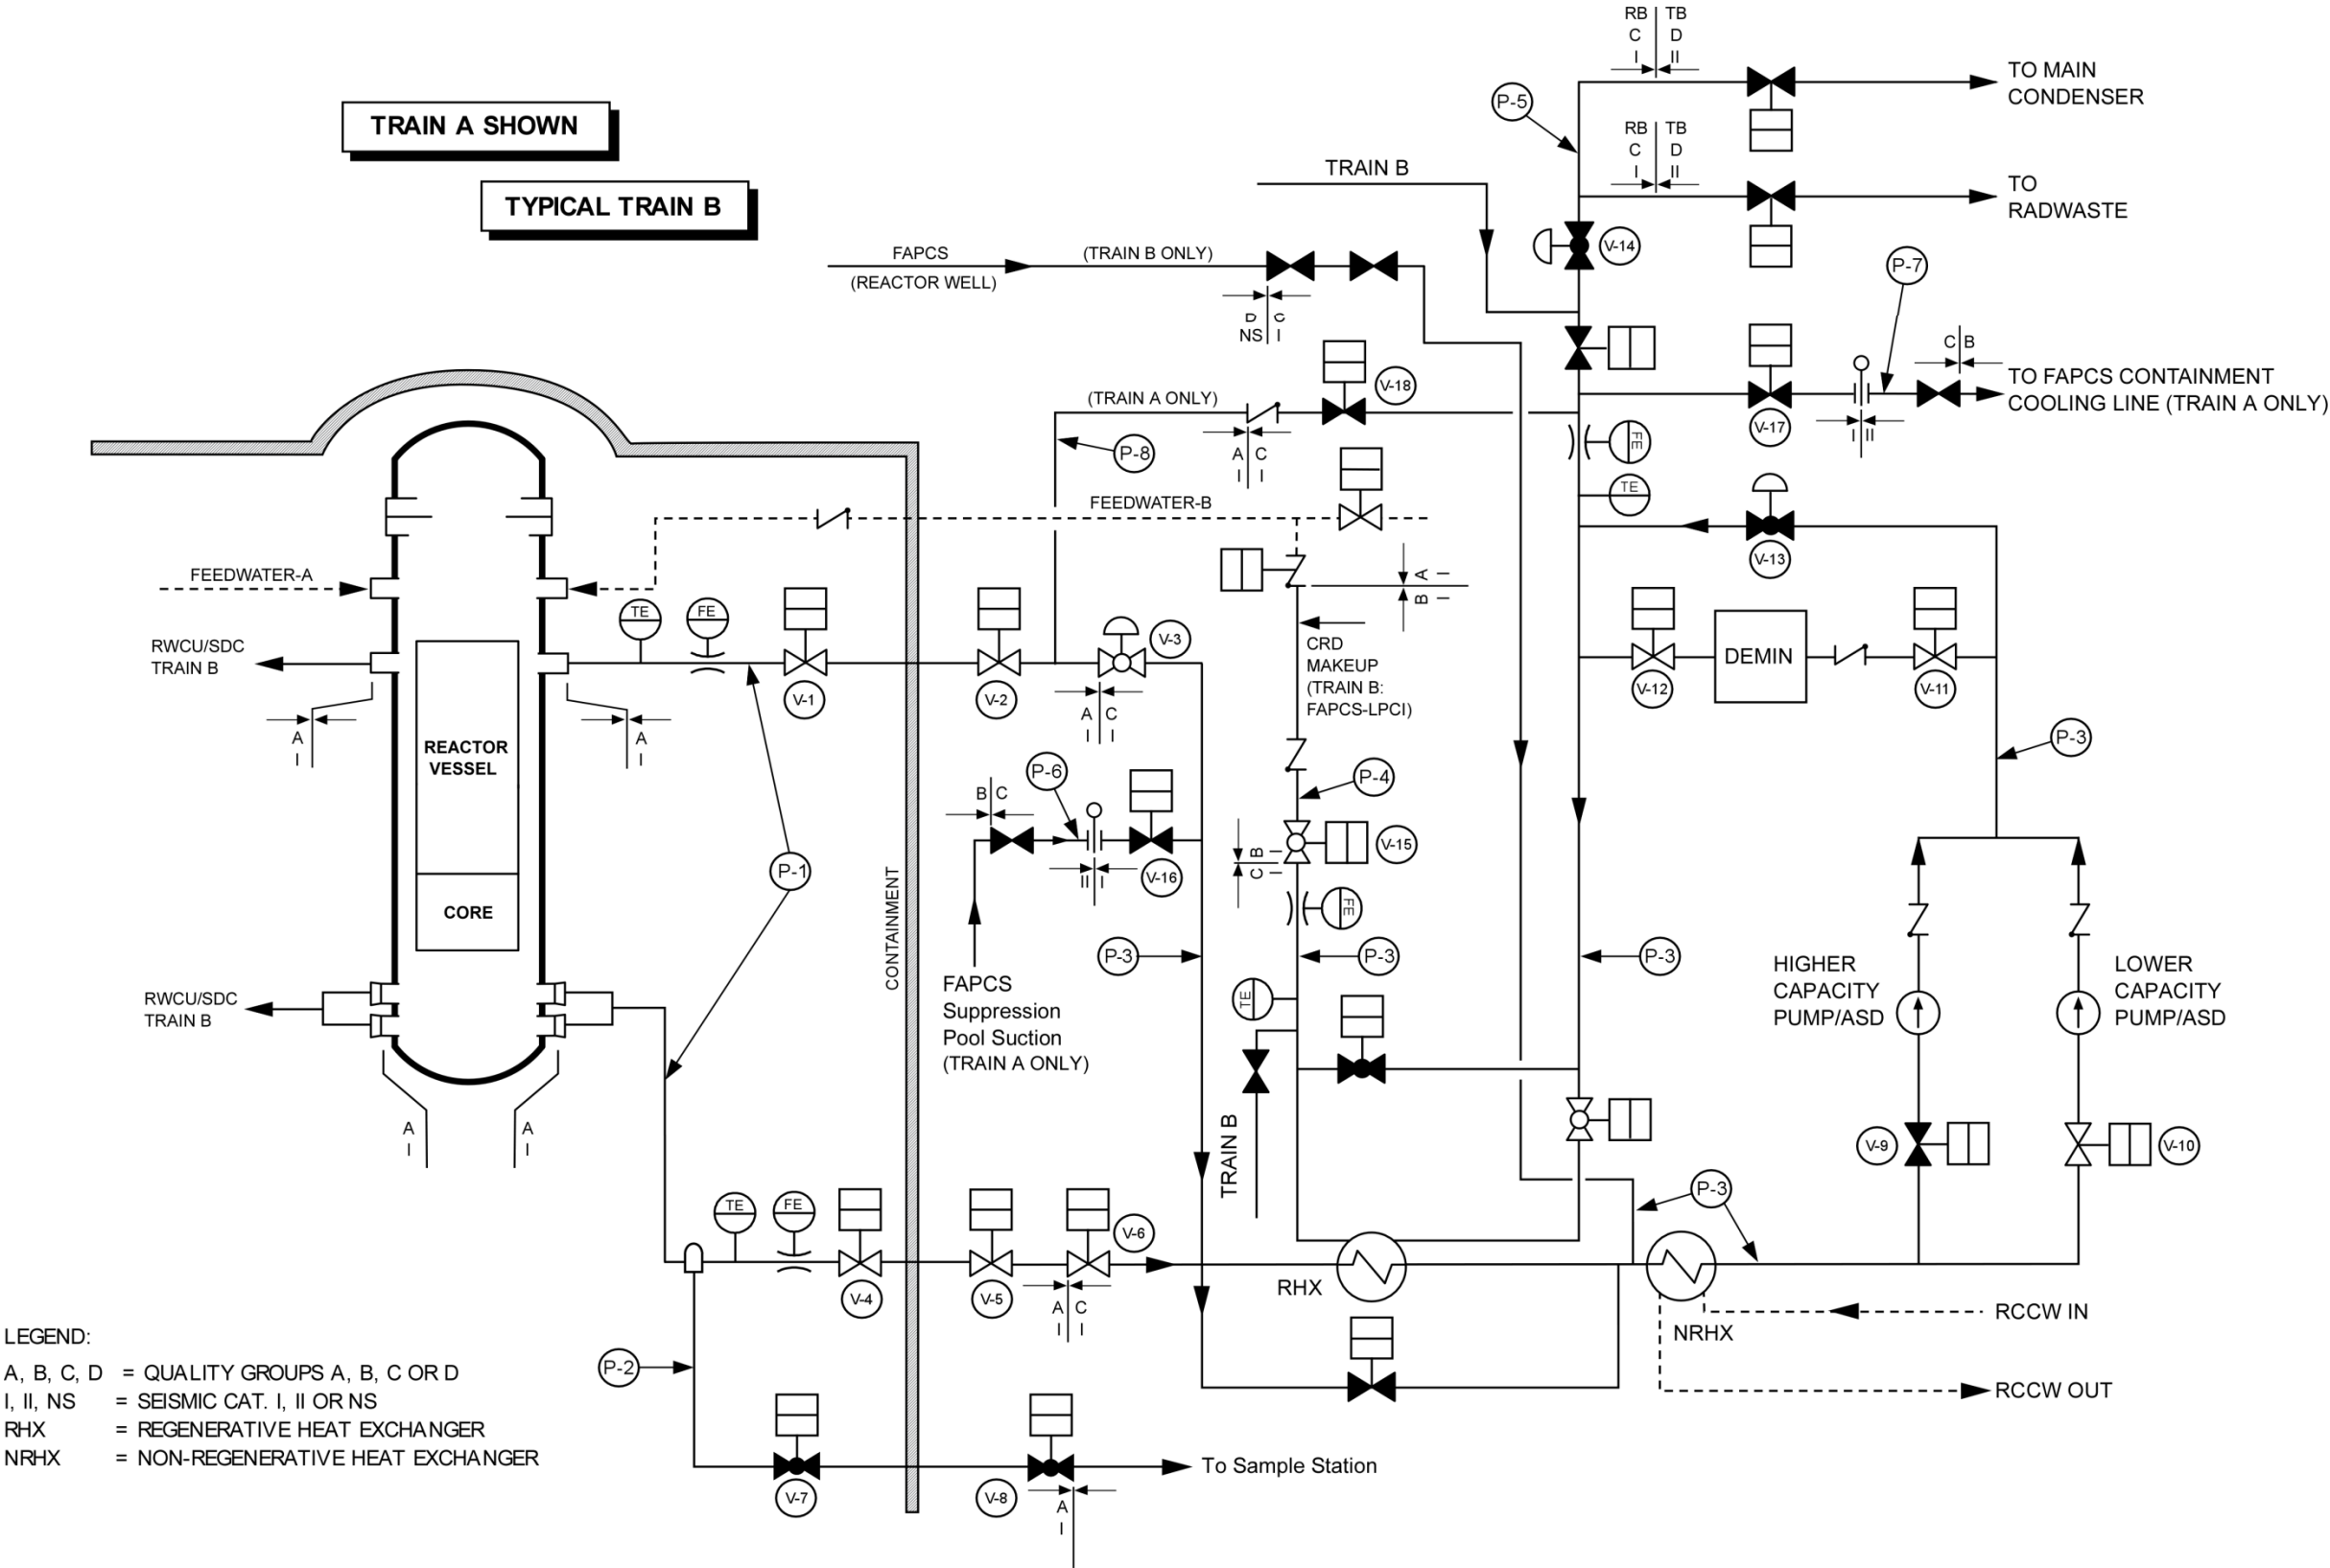 RB TB
C D
I II
TO MAIN
CONDENSER
P-5
TRAIN A SHOWN
RB TB
C D
I II
TRAIN B
TO
RADWASTE
TYPICAL TRAIN B
FAPCS
(TRAIN B ONLY)
(REACTOR WELL)
V-14
P-7
D C
NS I
C B
V-18
TO FAPCS CONTAINMENT
COOLING LINE (TRAIN A ONLY)
(TRAIN A ONLY)
V-17
I II
P-8
A C
I I
FE
TE
FEEDWATER-B
V-13
FEEDWATER-A
A I
B I
TE
FE
RWCU/SDC
TRAIN B
V-3
CRD
MAKEUP
(TRAIN B:
FAPCS-LPCI)
DEMIN
V-1
V-2
V-12
V-11
A C
I I
A
I
A
I
REACTOR
VESSEL
P-3
P-6
P-4
B C
P-1
V-16
II I
B I
C I
V-15
CORE
CONTAINMENT
FE
P-3
P-3
P-3
HIGHER
CAPACITY
PUMP/ASD
LOWER
CAPACITY
PUMP/ASD
RWCU/SDC
TRAIN B
FAPCS
Suppression
Pool Suction
(TRAIN A ONLY)
TE
A
I
A
I
TRAIN B
V-9
V-10
P-3
TE
FE
V-6
V-4
V-5
A C
I I
RHX
NRHX
RCCW IN
RCCW OUT
P-2
LEGEND:
A, B, C, D = QUALITY GROUPS A, B, C OR D
I, II, NS = SEISMIC CAT. I, II OR NS
RHX = REGENERATIVE HEAT EXCHANGER
NRHX = NON-REGENERATIVE HEAT EXCHANGER
To Sample Station
V-7
V-8
A
I